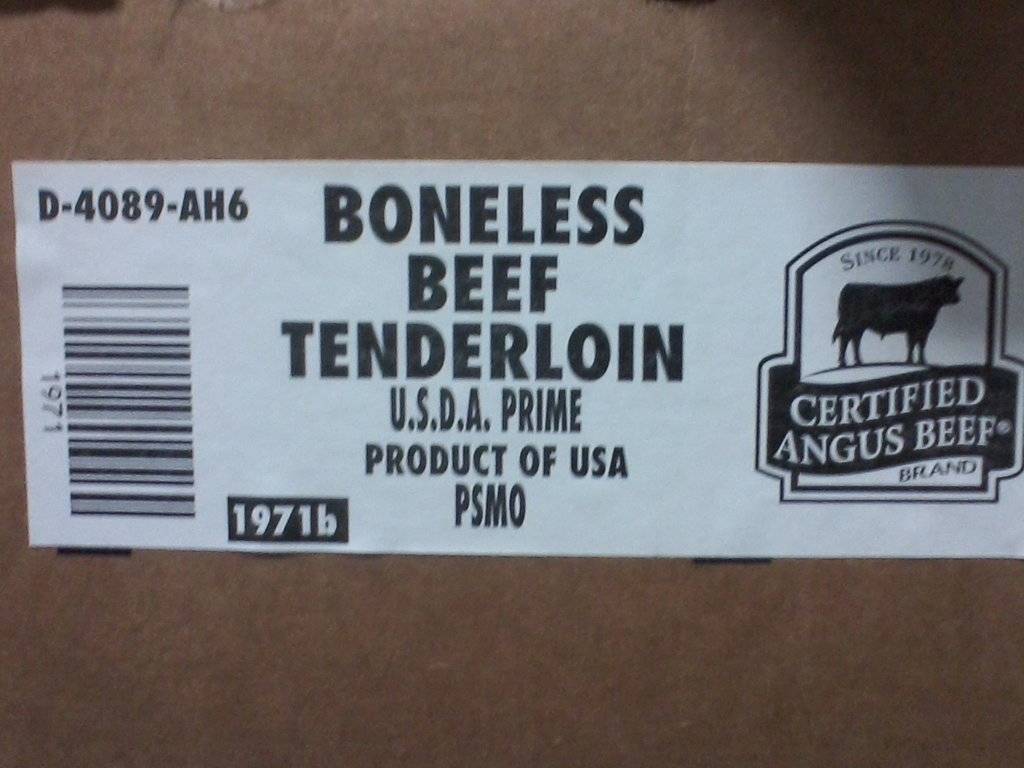 D-4089-AH6
BONELESS
BEEF
TENDERLOIN
U.S.D.A. PRIME
PRODUCT OF USA
PSMO
1971
1971b
SINCE 1978
CERTIFIED
ANGUS BEEF®
BRAND